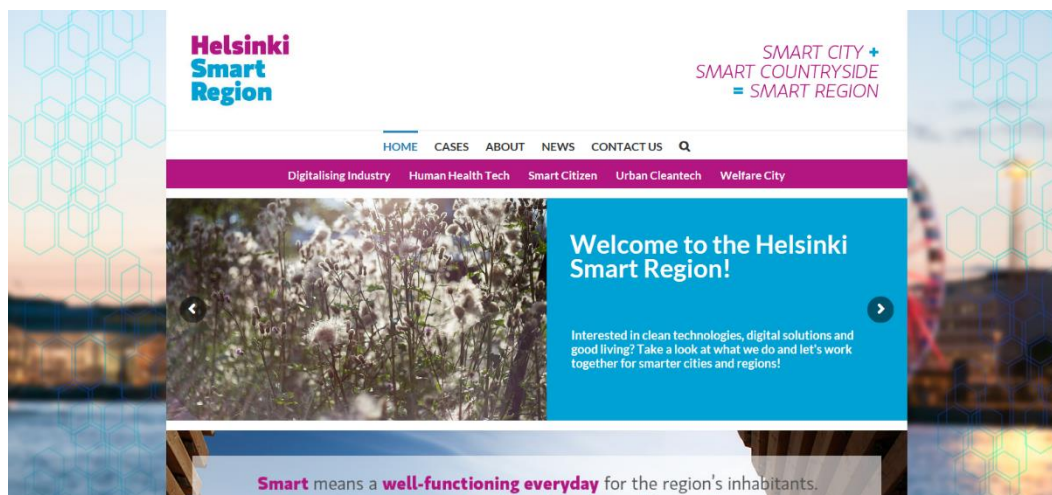 Helsinki
Smart
Region
SMART CITY +
SMART COUNTRYSIDE
= SMART REGION
HOME CASES ABOUT NEWS CONTACT US
Digitalising Industry Human Health Tech Smart Citizen Urban Cleantech Welfare City
Welcome to the Helsinki
Smart Region!
Interested in clean technologies, digital solutions and
good living? Take a look at what we do and let's work
together for smarter cities and regions!
Smart means a well-functioning everyday for the region's inhabitants.